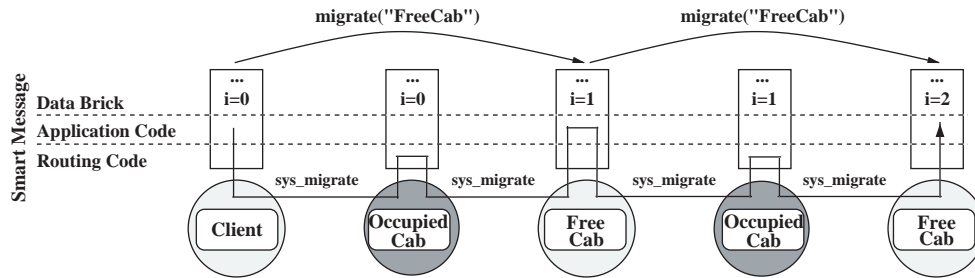 migrate("FreeCab") migrate("FreeCab")
... ... ... ... ...
i=0 i=0 i=1 i=1 i=2
Data Brick
Application Code
Routing Code
Smart Message
sys_migrate sys_migrate sys_migrate sys_migrate
Client Occupied Free Occupied Free
Cab Cab Cab Cab